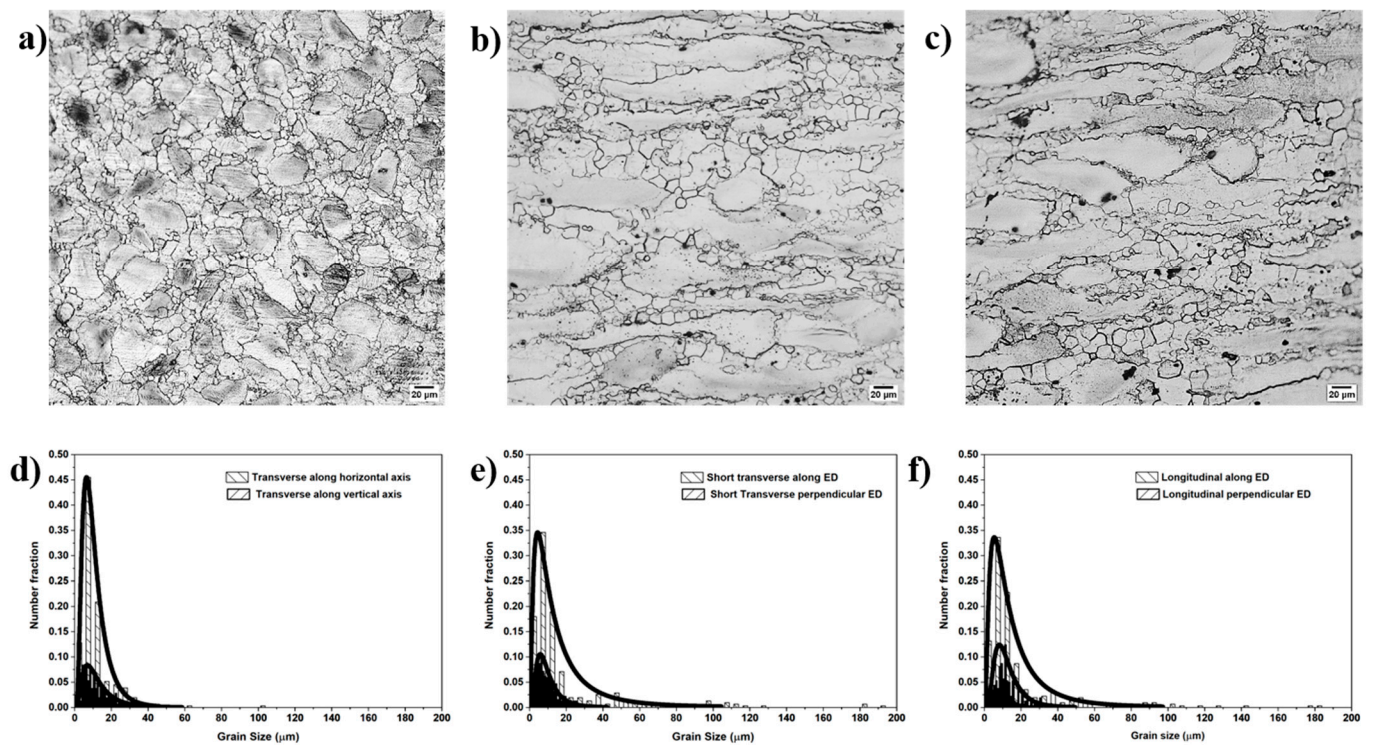 a)
b)
c)
20 µm
20 µm
20 µm
d)
0.50
0.45
0.40
0.35
0.30
0.25
0.20
0.15
0.10
0.05
0.00
Number fraction
Transverse along horizontal axis
Transverse along vertical axis
0 20 40 60 80 100 120 140 160 180 200
Grain Size (µm)
e)
0.50
0.45
0.40
0.35
0.30
0.25
0.20
0.15
0.10
0.05
0.00
Number fraction
Short transverse along ED
Short Transverse perpendicular ED
0 20 40 60 80 100 120 140 160 180 200
Grain Size (µm)
f)
0.50
0.45
0.40
0.35
0.30
0.25
0.20
0.15
0.10
0.05
0.00
Number fraction
Longitudinal along ED
Longitudinal perpendicular ED
0 20 40 60 80 100 120 140 160 180 200
Grain size (µm)